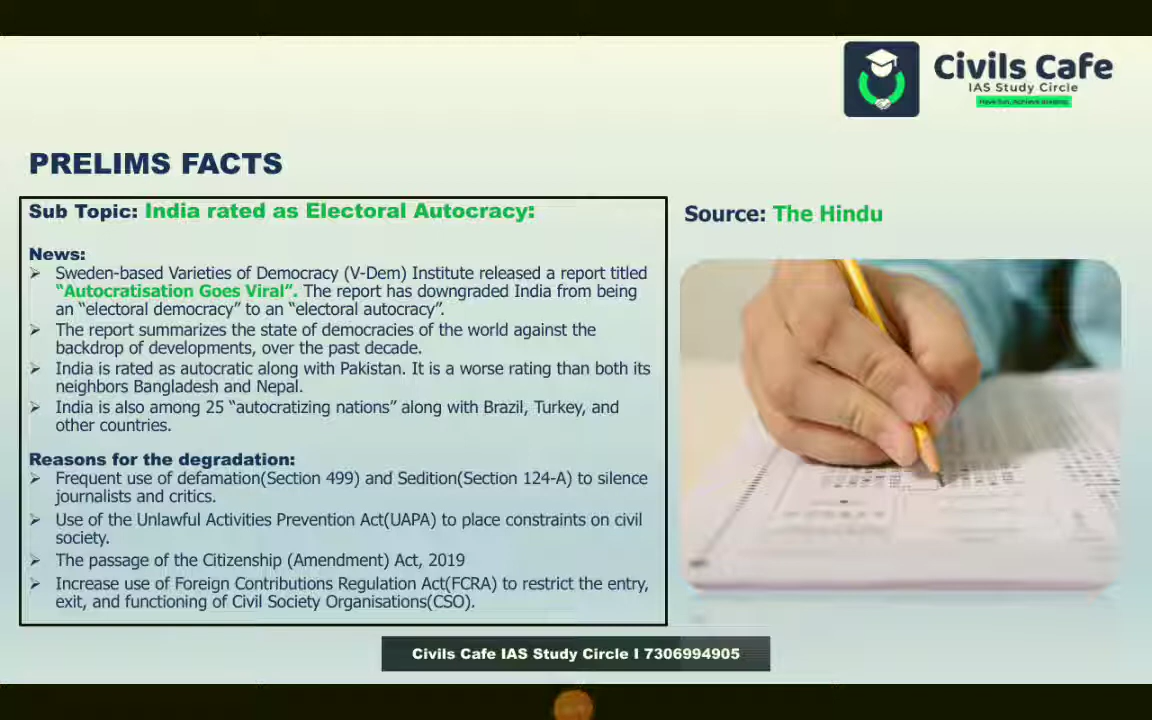 Civils Cafe
IAS Study Circle
PRELIMS FACTS
Sub Topic: India rated as Electoral Autocracy:
Source: The Hindu
News:
➢ Sweden-based Varieties of Democracy (V-Dem) Institute released a report titled
“Autocratisation Goes Viral”. The report has downgraded India from being
an “electoral democracy” to an “electoral autocracy”.
➢ The report summarizes the state of democracies of the world against the
backdrop of developments, over the past decade.
➢ India is rated as autocratic along with Pakistan. It is a worse rating than both its
neighbors Bangladesh and Nepal.
➢ India is also among 25 “autocratizing nations” along with Brazil, Turkey, and
other countries.
Reasons for the degradation:
➢ Frequent use of defamation(Section 499) and Sedition(Section 124-A) to silence
journalists and critics.
➢ Use of the Unlawful Activities Prevention Act(UAPA) to place constraints on civil
society.
➢ The passage of the Citizenship (Amendment) Act, 2019
➢ Increase use of Foreign Contributions Regulation Act(FCRA) to restrict the entry,
exit, and functioning of Civil Society Organisations(CSO).
Civils Cafe IAS Study Circle I 7306994905